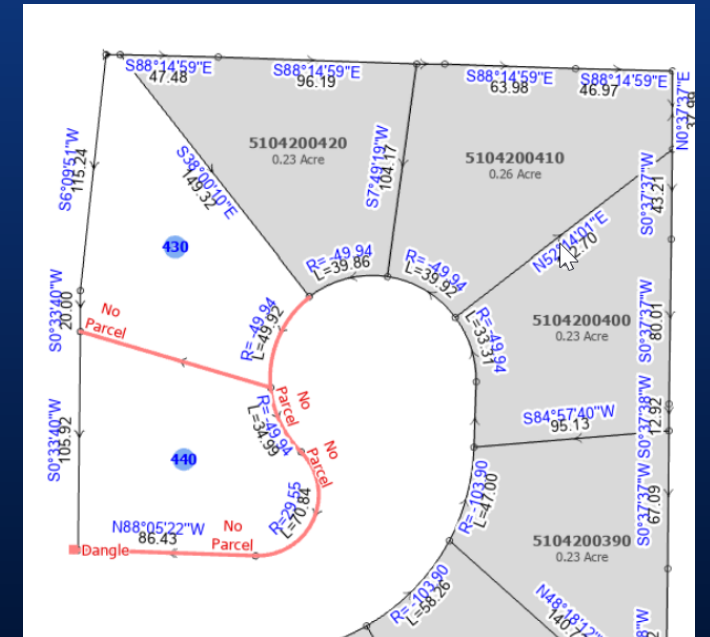 S88°14'59"E
47.48
S88°14'59"E
96.19
S88°14'59"E
63.98
S88°14'59"E
46.97
N0°37'37"E
5104200420
0.23 Acre
S7°49'19"W
104.17
5104200410
0.26 Acre
S6°09'51"W
115.24
S38°00'10"E
149.32
S0°37'37"W
43.21
430
R= -49.94
L=39.86
R= -49.94
L=39.92
N52°14'01"E
S0°33'40"W
20.00
No
Parcel
R= -49.94
L=49.92
R= -49.94
L=33.37
5104200400
0.23 Acre
S0°37'37"W
80.01
No
Parcel
R= -49.94
L=34.99
S84°57'40"W
95.13
S0°37'38"W
12.92
S0°33'40"W
105.92
440
No
Parcel
R=29.55
L=70.84
R= -103.90
L=47.00
S0°37'37"W
67.09
N88°05'22"W
86.43
No
Parcel
Dangle
5104200390
0.23 Acre
R= -103.90
L=58.26
N48°18'12"